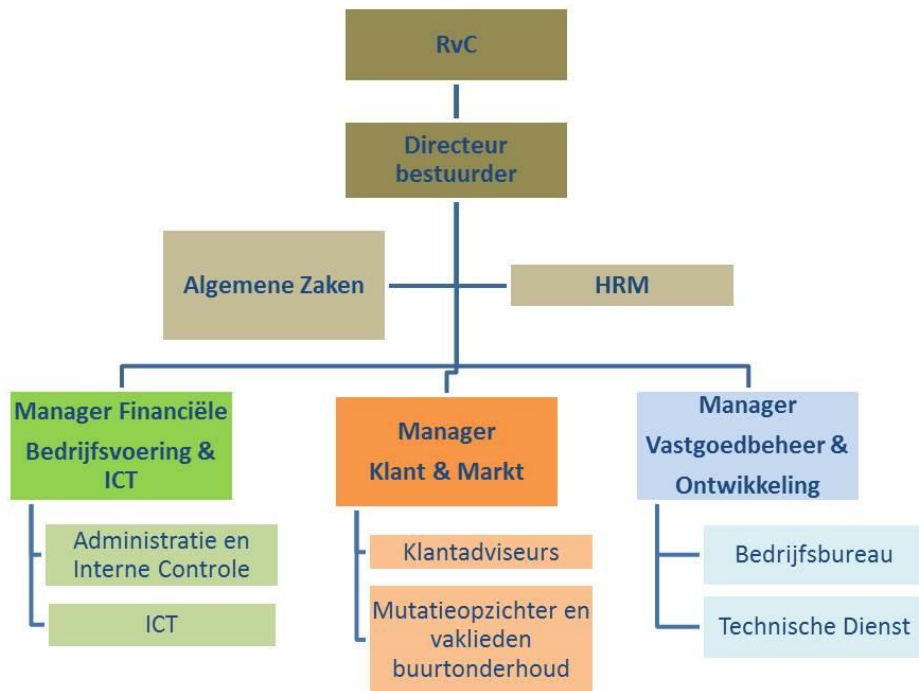 RvC
Directeur
bestuurder
Algemene Zaken
HRM
Manager Financiële
Bedrijfsvoering &
ICT
Administratie en
Interne Controle
ICT
Manager
Klant & Markt
Klantadviseurs
Mutatieopzichter en
vaklieden
buurtonderhoud
Manager
Vastgoedbeheer &
Ontwikkeling
Bedrijfsbureau
Technische Dienst